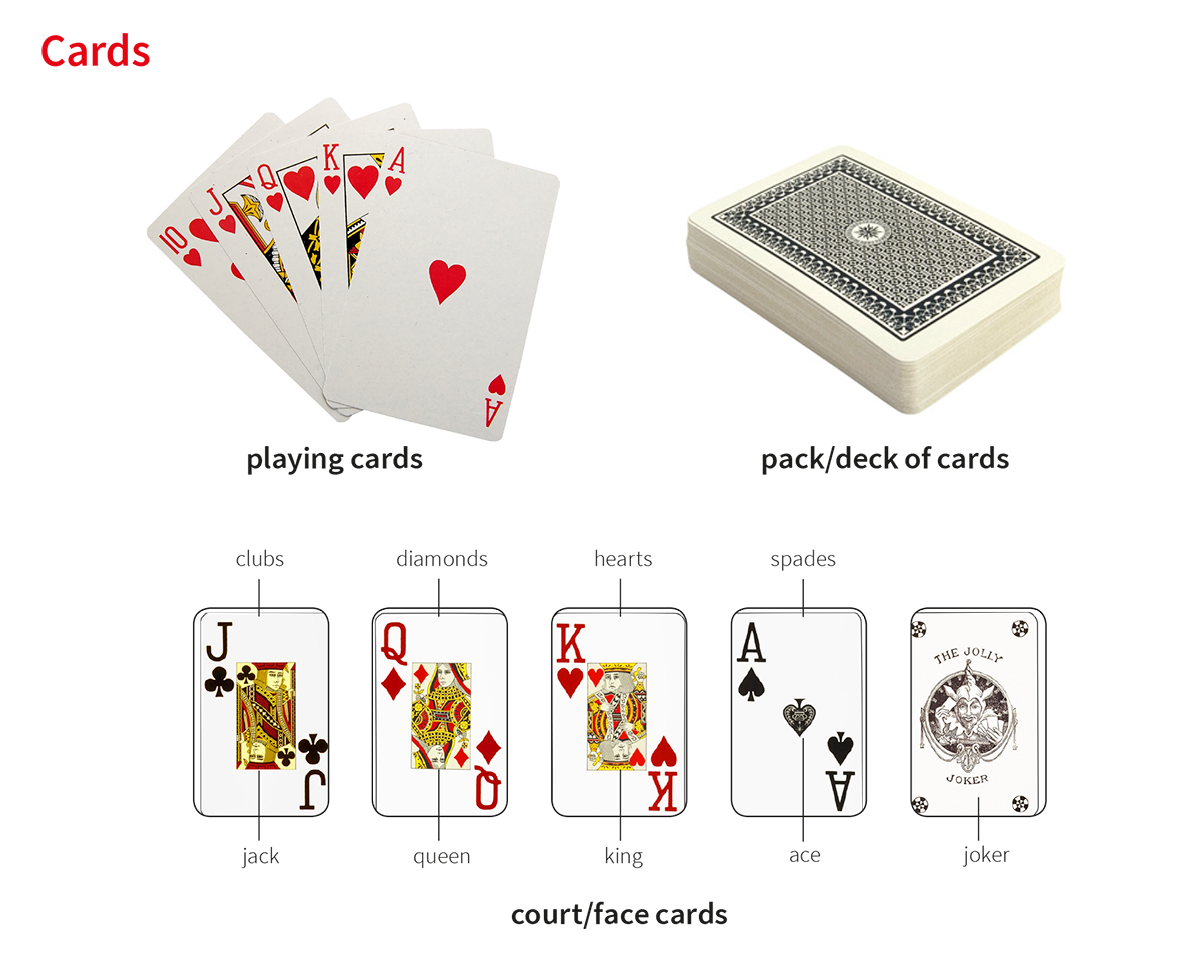 Cards
10
J
Q
K
A
A
playing cards
pack/deck of cards
clubs
diamonds
hearts
spades
J
J
Q
Q
K
K
A
A
THE JOLLY
JOKER
jack
queen
king
ace
joker
court/face cards